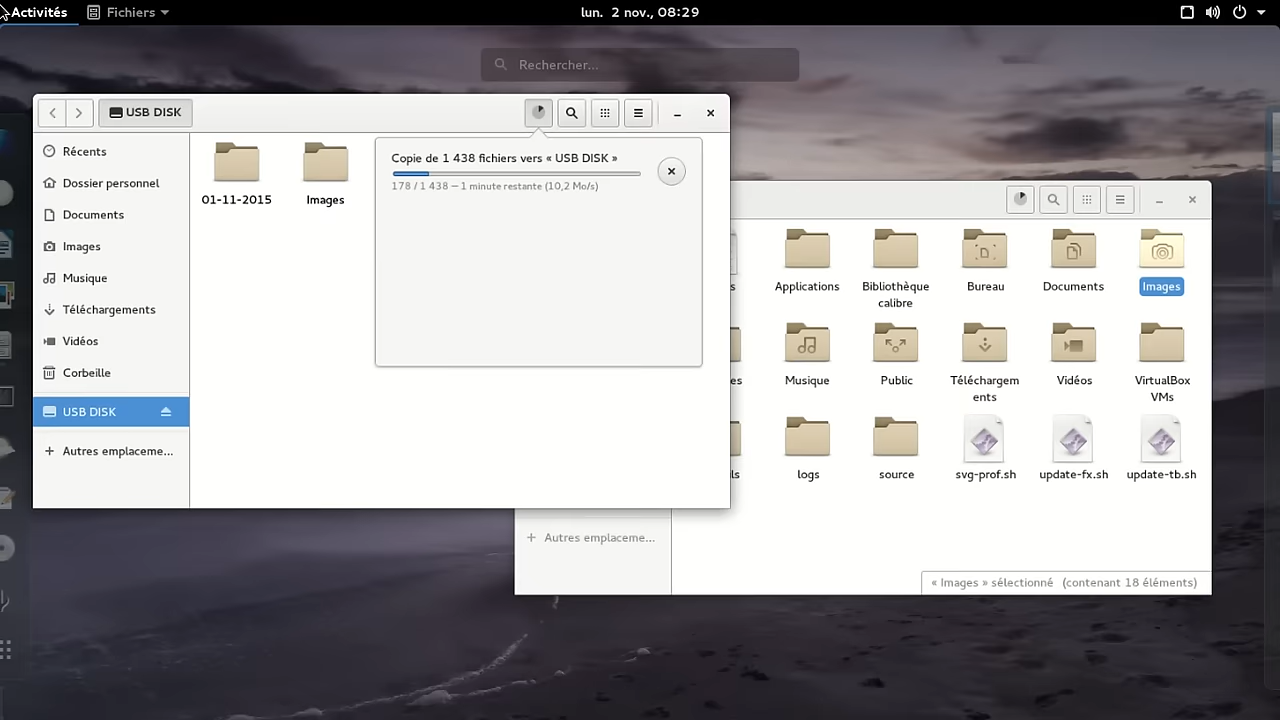 Activités
Fichiers
lun. 2 nov., 08:29
Rechercher...
USB DISK
Récents
Dossier personnel
Documents
Images
Musique
Téléchargements
Vidéos
Corbeille
USB DISK
Autres emplaceme...
01-11-2015
Images
Copie de 1 438 fichiers vers « USB DISK »
178 / 1 438 — 1 minute restante (10,2 Mo/s)
s
Applications
Bibliothèque
calibre
Bureau
Documents
Images
es
Musique
Public
Téléchargem
ents
Vidéos
VirtualBox
VMs
ls
logs
source
svg-prof.sh
update-fx.sh
update-tb.sh
Autres emplaceme...
« Images » sélectionné (contenant 18 éléments)